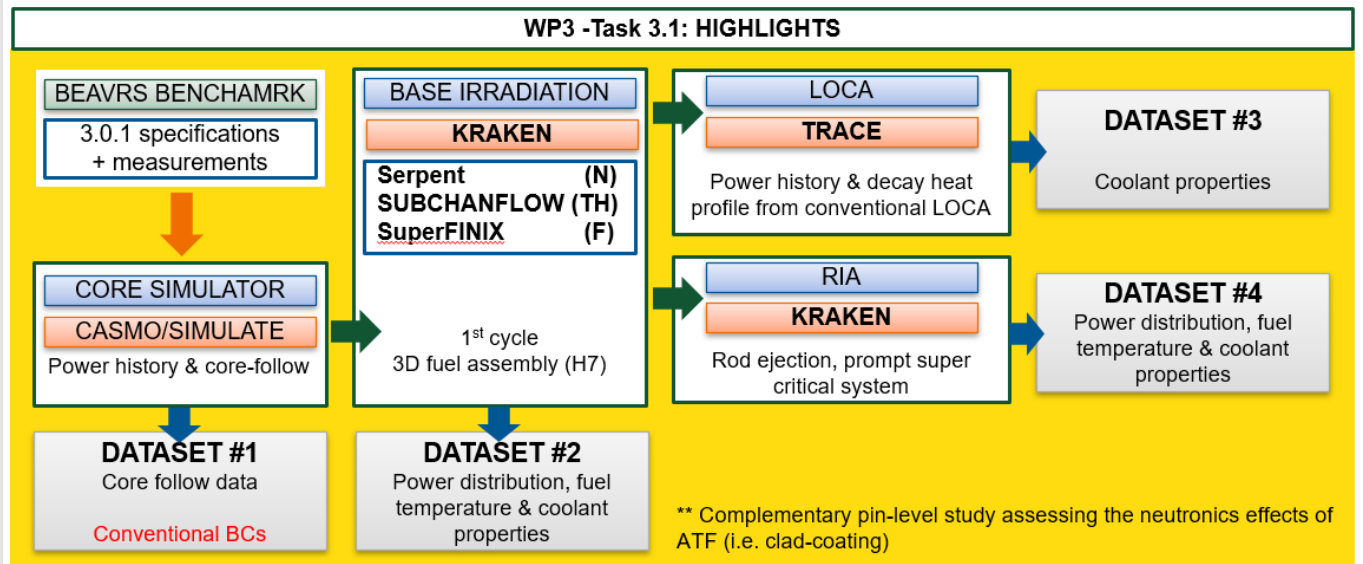 WP3 -Task 3.1: HIGHLIGHTS
BEAVRS BENCHAMRK
3.0.1 specifications
+ measurements
CORE SIMULATOR
CASMO/SIMULATE
Power history & core-follow
DATASET #1
Core follow data
Conventional BCs
BASE IRRADIATION
KRAKEN
Serpent (N)
SUBCHANFLOW (TH)
SuperFINIX (F)
1st cycle
3D fuel assembly (H7)
DATASET #2
Power distribution, fuel
temperature & coolant
properties
LOCA
TRACE
Power history & decay heat
profile from conventional LOCA
DATASET #3
Coolant properties
RIA
KRAKEN
Rod ejection, prompt super
critical system
DATASET #4
Power distribution, fuel
temperature & coolant
properties
** Complementary pin-level study assessing the neutronics effects of
ATF (i.e. clad-coating)